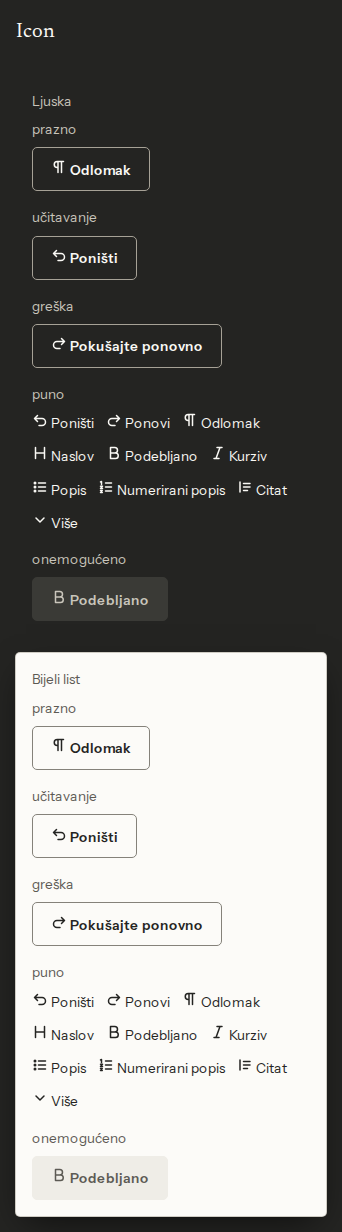 Icon
Ljuska
prazno
Odlomak
učitavanje
Poništi
greška
Pokušajte ponovno
puno
Poništi Ponovi Odlomak
Naslov Podebljano Kurziv
Popis Numerirani popis Citat
Više
onemogućeno
Podebljano
Bijeli list
prazno
Odlomak
učitavanje
Poništi
greška
Pokušajte ponovno
puno
Poništi Ponovi Odlomak
Naslov Podebljano Kurziv
Popis Numerirani popis Citat
Više
onemogućeno
Podebljano